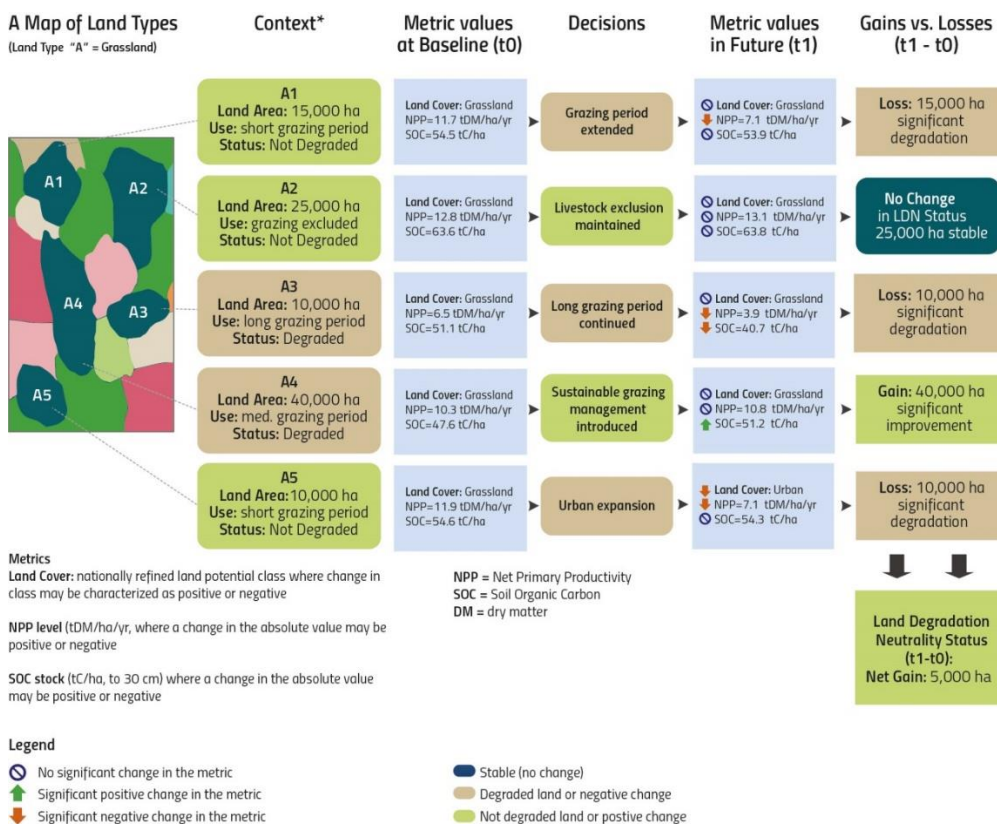 A Map of Land Types
(Land Type "A" = Grassland)
Context*
Metric values
at Baseline (t0)
Decisions
Metric values
in Future (t1)
Gains vs. Losses
(t1 - t0)
A1
A2
A3
A4
A5
A1
Land Area: 15,000 ha
Use: short grazing period
Status: Not Degraded
Land Cover: Grassland
NPP=11.7 tDM/ha/yr
SOC=54.5 tC/ha
Grazing period
extended
Land Cover: Grassland
NPP=7.1 tDM/ha/yr
SOC=53.9 tC/ha
Loss: 15,000 ha
significant
degradation
A2
Land Area: 25,000 ha
Use: grazing excluded
Status: Not Degraded
Land Cover: Grassland
NPP=12.8 tDM/ha/yr
SOC=63.6 tC/ha
Livestock exclusion
maintained
Land Cover: Grassland
NPP=13.1 tDM/ha/yr
SOC=63.8 tC/ha
No Change
in LDN Status
25,000 ha stable
A3
Land Area: 10,000 ha
Use: long grazing period
Status: Degraded
Land Cover: Grassland
NPP=6.5 tDM/ha/yr
SOC=51.1 tC/ha
Long grazing period
continued
Land Cover: Grassland
NPP=3.9 tDM/ha/yr
SOC=40.7 tC/ha
Loss: 10,000 ha
significant
degradation
A4
Land Area: 40,000 ha
Use: med. grazing period
Status: Degraded
Land Cover: Grassland
NPP=10.3 tDM/ha/yr
SOC=47.6 tC/ha
Sustainable grazing
management
introduced
Land Cover: Grassland
NPP=10.8 tDM/ha/yr
SOC=51.2 tC/ha
Gain: 40,000 ha
significant
improvement
A5
Land Area: 10,000 ha
Use: short grazing period
Status: Not Degraded
Land Cover: Grassland
NPP=11.9 tDM/ha/yr
SOC=54.6 tC/ha
Urban expansion
Land Cover: Urban
NPP=7.1 tDM/ha/yr
SOC=54.3 tC/ha
Loss: 10,000 ha
significant
degradation
Metrics
Land Cover: nationally refined land potential class where change in
class may be characterized as positive or negative
NPP level (tDM/ha/yr, where a change in the absolute value may be
positive or negative
SOC stock (tC/ha, to 30 cm) where a change in the absolute value
may be positive or negative
NPP = Net Primary Productivity
SOC = Soil Organic Carbon
DM = dry matter
Land Degradation
Neutrality Status
(t1-t0):
Net Gain: 5,000 ha
Legend
No significant change in the metric
Significant positive change in the metric
Significant negative change in the metric
Stable (no change)
Degraded land or negative change
Not degraded land or postive change